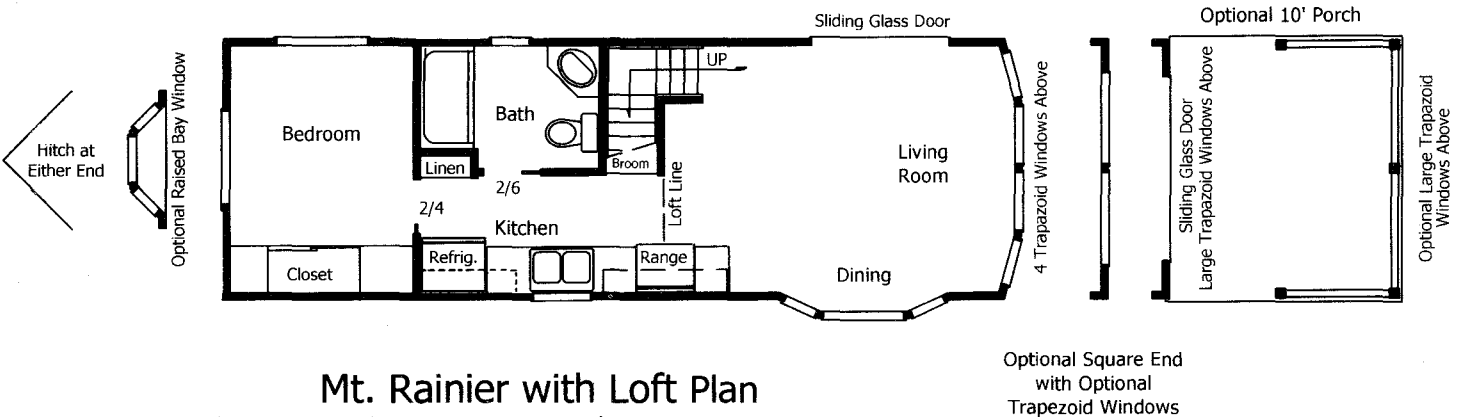 Sliding Glass Door
Optional 10' Porch
UP
Bath
Bedroom
Hitch at
Either End
Optional Raised Bay Window
Linen
Broom
2/6
2/4
Loft Line
Living
Room
4 Trapazoid Windows Above
Sliding Glass Door
Large Trapazoid Windows Above
Optional Large Trapazoid
Windows Above
Kitchen
Closet
Refrig.
Range
Dining
Optional Square End
with Optional
Trapezoid Windows
Mt. Rainier with Loft Plan